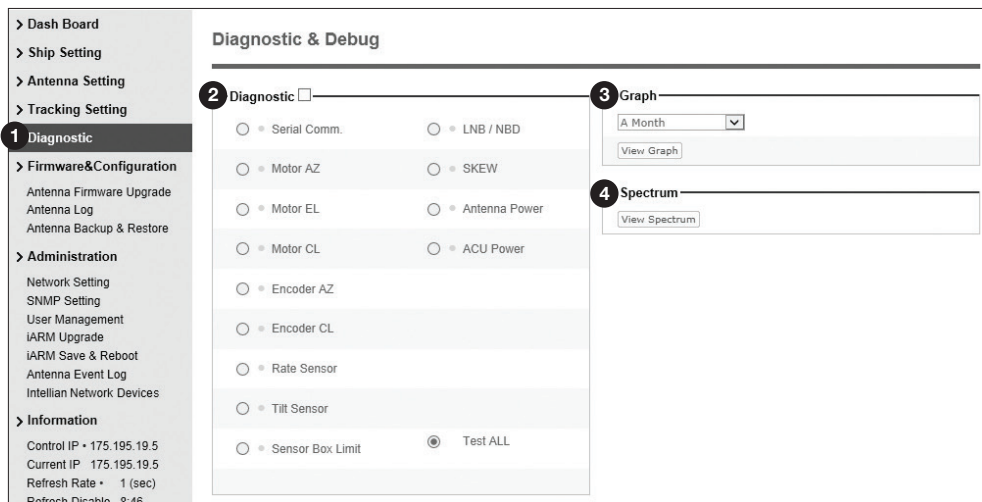 > Dash Board
> Ship Setting
> Antenna Setting
> Tracking Setting
1 Diagnostic
> Firmware&Configuration
Antenna Firmware Upgrade
Antenna Log
Antenna Backup & Restore
> Administration
Network Setting
SNMP Setting
User Management
iARM Upgrade
iARM Save & Reboot
Antenna Event Log
Intellian Network Devices
> Information
Control IP • 175.195.19.5
Current IP 175.195.19.5
Refresh Rate • 1 (sec)
Refresh Disable 8:46
Diagnostic & Debug
2 Diagnostic
Serial Comm.
LNB / NBD
Motor AZ
SKEW
Motor EL
Antenna Power
Motor CL
ACU Power
Encoder AZ
Encoder CL
Rate Sensor
Tilt Sensor
Sensor Box Limit
Test ALL
3 Graph
A Month
View Graph
4 Spectrum
View Spectrum